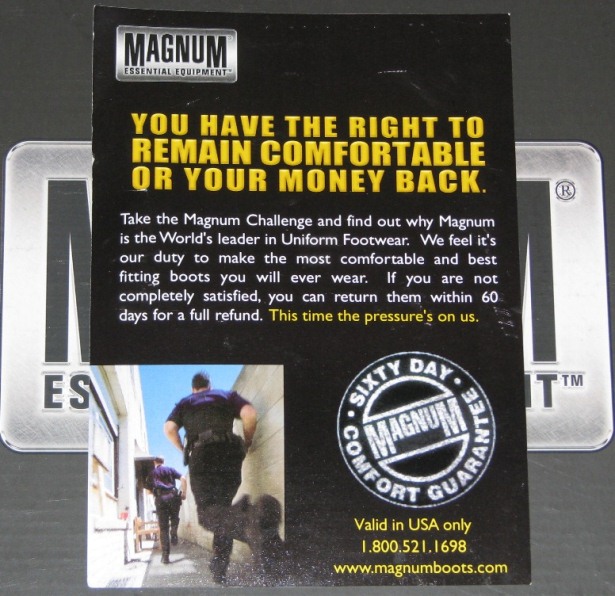 MAGNUM
ESSENTIAL EQUIPMENT™
YOU HAVE THE RIGHT TO
REMAIN COMFORTABLE
OR YOUR MONEY BACK.
Take the Magnum Challenge and find out why Magnum
is the World's leader in Uniform Footwear. We feel it's
our duty to make the most comfortable and best
fitting boots you will ever wear. If you are not
completely satisfied, you can return them within 60
days for a full refund. This time the pressure's on us.
®
ES
T™
• SIXTY DAY •
MAGNUM
COMFORT GUARANTEE
Valid in USA only
1.800.521.1698
www.magnumboots.com